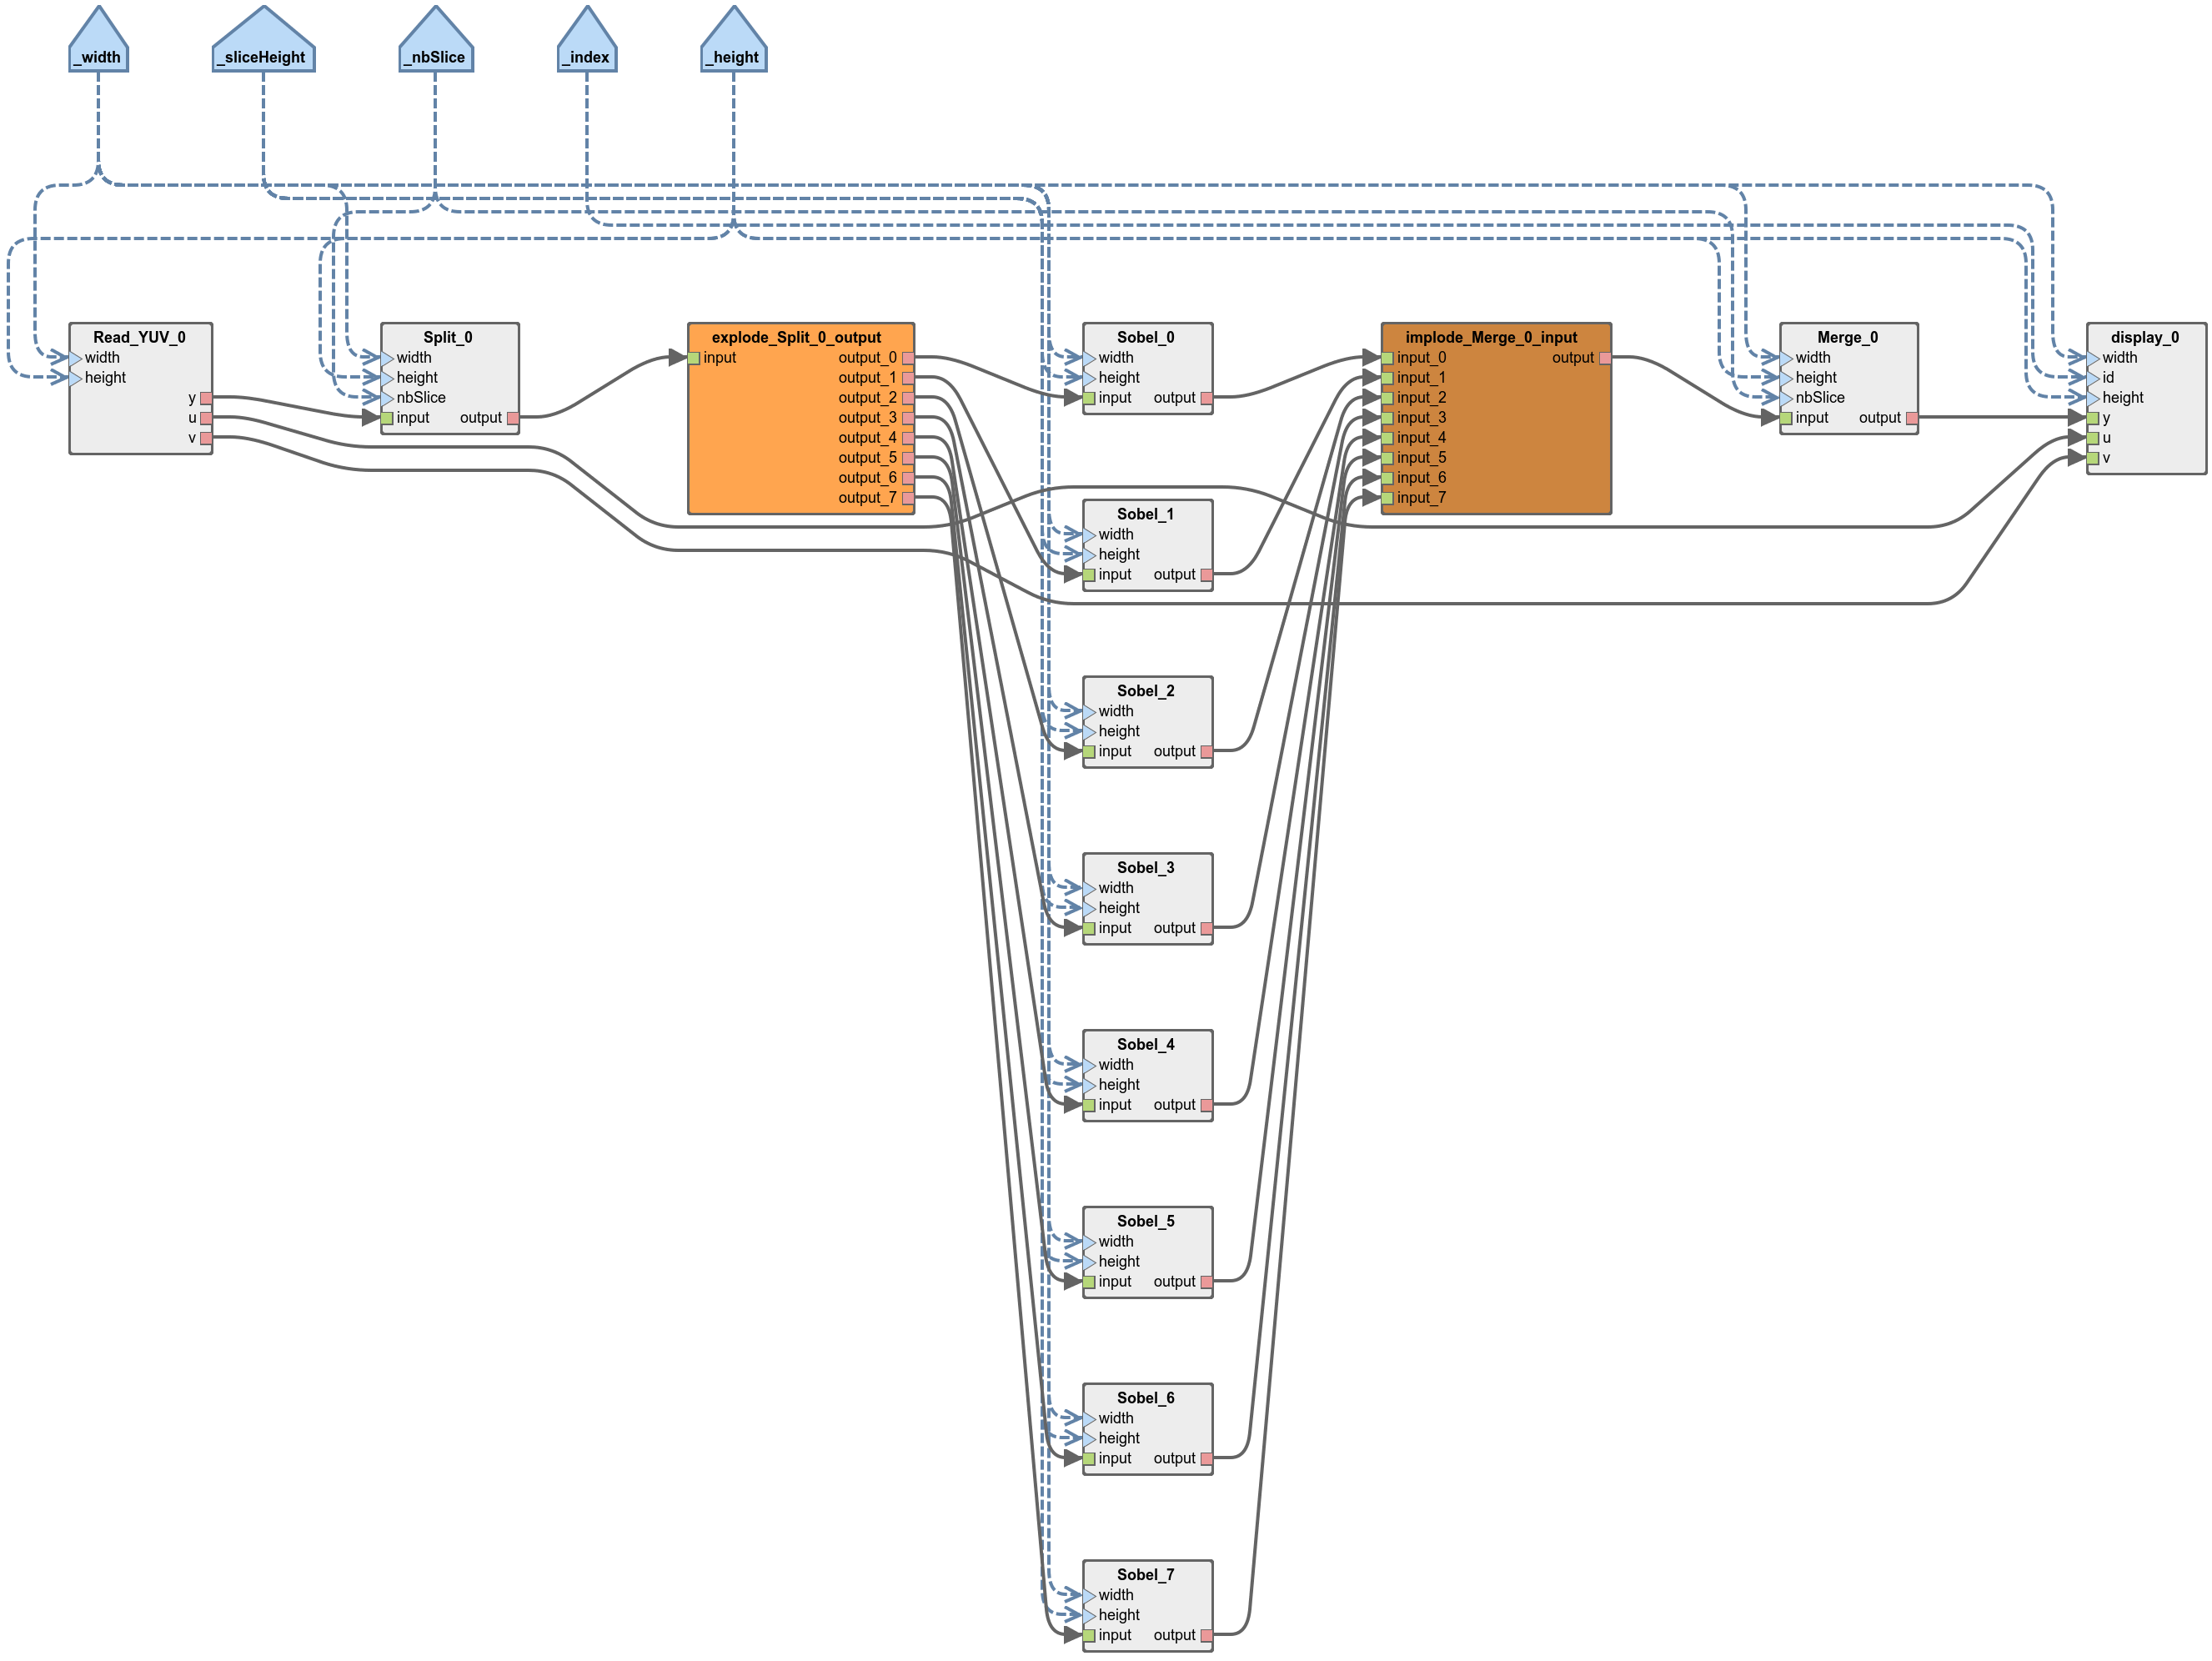 _width
_sliceHeight
_nbSlice
_index
_height
Read_YUV_0
width
height
y
u
v
Split_0
width
height
nbSlice
input output
explode_Split_0_output
input output_0
output_1
output_2
output_3
output_4
output_5
output_6
output_7
Sobel_0
width
height
input output
implode_Merge_0_input
input_0 output
input_1
input_2
input_3
input_4
input_5
input_6
input_7
Merge_0
width
height
nbSlice
input output
display_0
width
id
height
y
u
v
Sobel_1
width
height
input output
Sobel_2
width
height
input output
Sobel_3
width
height
input output
Sobel_4
width
height
input output
Sobel_5
width
height
input output
Sobel_6
width
height
input output
Sobel_7
width
height
input output